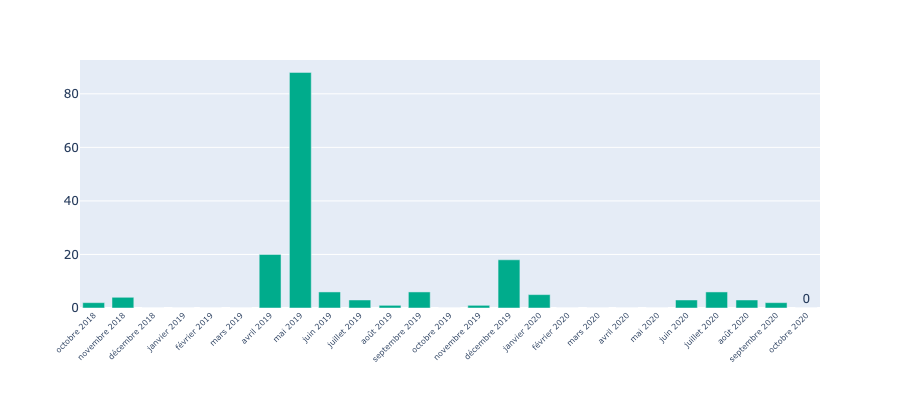 80
60
40
20
0
0
octobre 2018
novembre 2018
décembre 2018
janvier 2019
février 2019
mars 2019
avril 2019
mai 2019
juin 2019
juillet 2019
août 2019
septembre 2019
octobre 2019
novembre 2019
décembre 2019
janvier 2020
février 2020
mars 2020
avril 2020
mai 2020
juin 2020
juillet 2020
août 2020
septembre 2020
octobre 2020